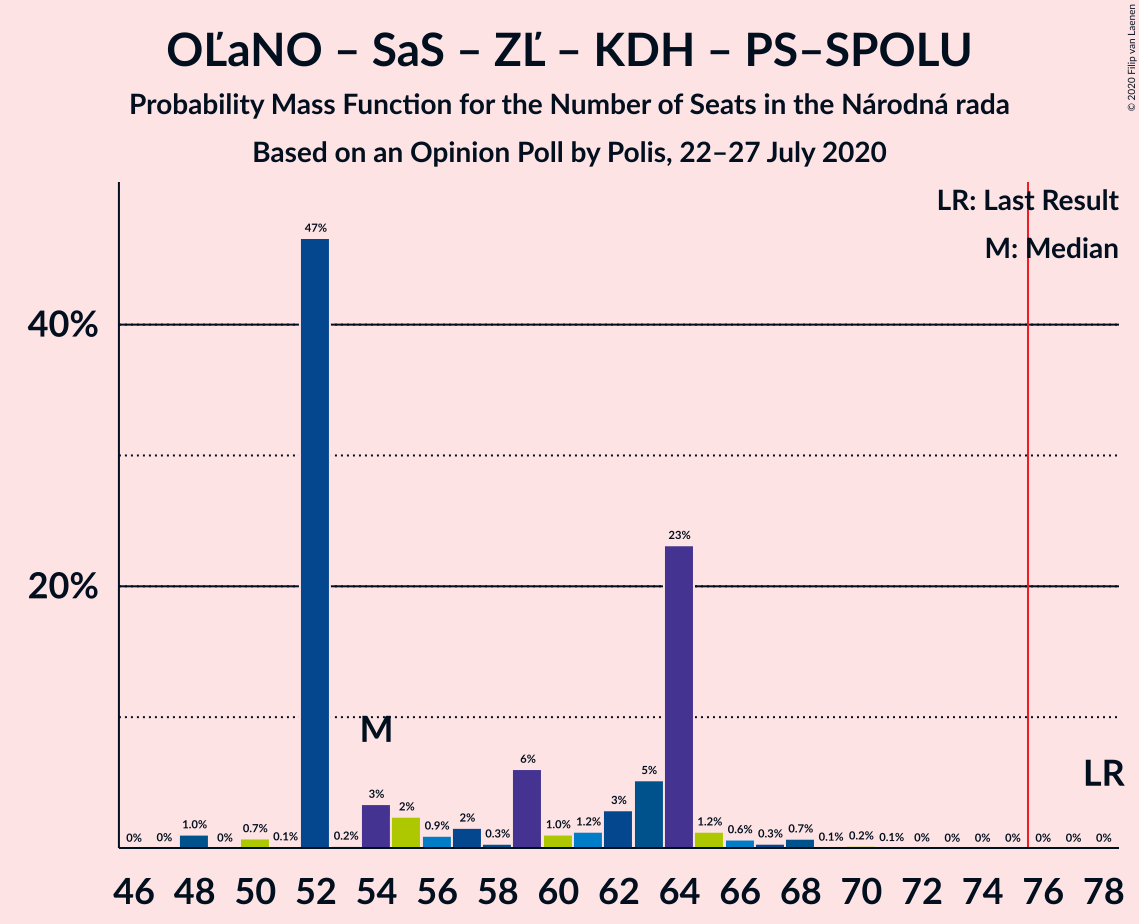 OĽaNO – SaS – ZĽ – KDH – PS–SPOLU
Probability Mass Function for the Number of Seats in the Národná rada
Based on an Opinion Poll by Polis, 22–27 July 2020
© 2020 Filip van Laenen
LR: Last Result
M: Median
40%
20%
0% 0% 1.0% 0% 0.7% 0.1% 47% 0.2% 3% 2% 0.9% 2% 0.3% 6% 1.0% 1.2% 3% 5% 23% 1.2% 0.6% 0.3% 0.7% 0.1% 0.2% 0.1% 0% 0% 0% 0% 0% 0% 0%
M
LR
46 48 50 52 54 56 58 60 62 64 66 68 70 72 74 76 78